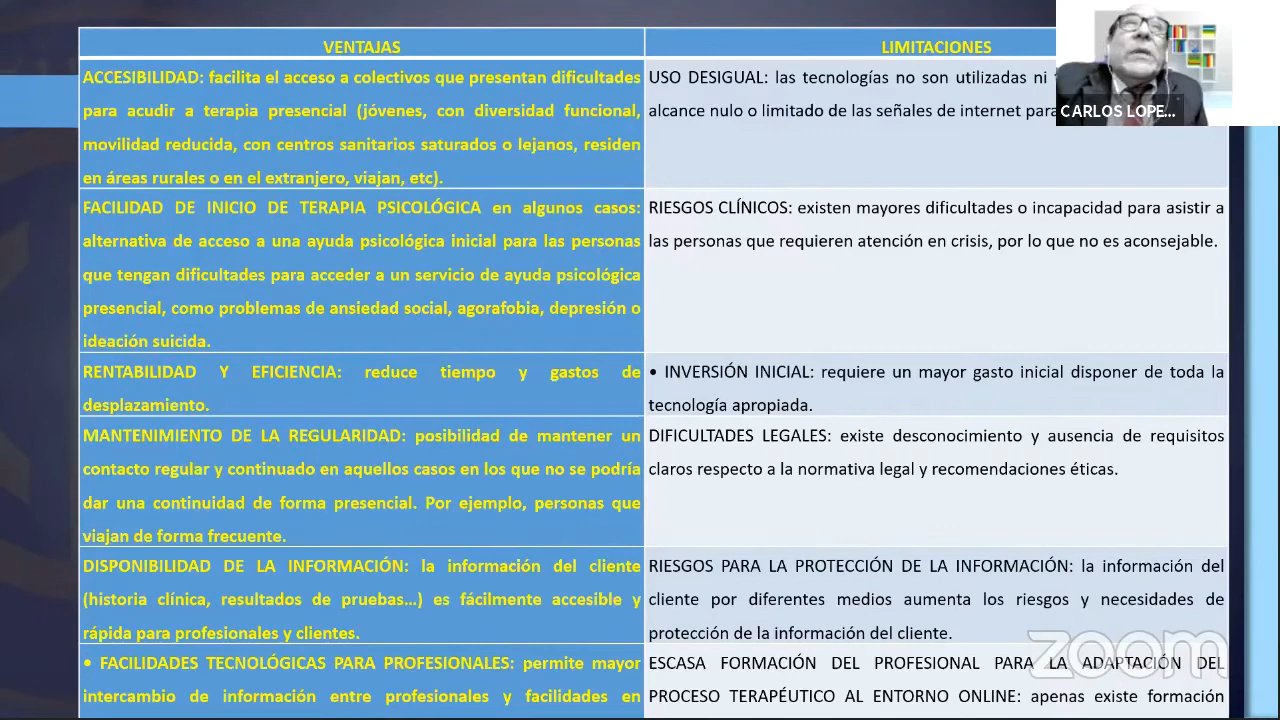 VENTAJAS
LIMITACIONES
ACCESIBILIDAD: facilita el acceso a colectivos que presentan dificultades
para acudir a terapia presencial (jóvenes, con diversidad funcional,
movilidad reducida, con centros sanitarios saturados o lejanos, residen
en áreas rurales o en el extranjero, viajan, etc).
USO DESIGUAL: las tecnologías no son utilizadas ni
alcance nulo o limitado de las señales de internet para
CARLOS LOPE...
FACILIDAD DE INICIO DE TERAPIA PSICOLÓGICA en algunos casos:
alternativa de acceso a una ayuda psicológica inicial para las personas
que tengan dificultades para acceder a un servicio de ayuda psicológica
presencial, como problemas de ansiedad social, agorafobia, depresión o
ideación suicida.
RIESGOS CLÍNICOS: existen mayores dificultades o incapacidad para asistir a
las personas que requieren atención en crisis, por lo que no es aconsejable.
RENTABILIDAD Y EFICIENCIA: reduce tiempo y gastos de
desplazamiento.
• INVERSIÓN INICIAL: requiere un mayor gasto inicial disponer de toda la
tecnología apropiada.
MANTENIMIENTO DE LA REGULARIDAD: posibilidad de mantener un
contacto regular y continuado en aquellos casos en los que no se podría
dar una continuidad de forma presencial. Por ejemplo, personas que
viajan de forma frecuente.
DIFICULTADES LEGALES: existe desconocimiento y ausencia de requisitos
claros respecto a la normativa legal y recomendaciones éticas.
DISPONIBILIDAD DE LA INFORMACIÓN: la información del cliente
(historia clínica, resultados de pruebas...) es fácilmente accesible y
rápida para profesionales y clientes.
RIESGOS PARA LA PROTECCIÓN DE LA INFORMACIÓN: la información del
cliente por diferentes medios aumenta los riesgos y necesidades de
protección de la información del cliente.
• FACILIDADES TECNOLÓGICAS PARA PROFESIONALES: permite mayor
intercambio de información entre profesionales y facilidades en
ESCASA FORMACIÓN DEL PROFESIONAL PARA LA ADAPTACIÓN DEL
PROCESO TERAPÉUTICO AL ENTORNO ONLINE: apenas existe formación
zoom